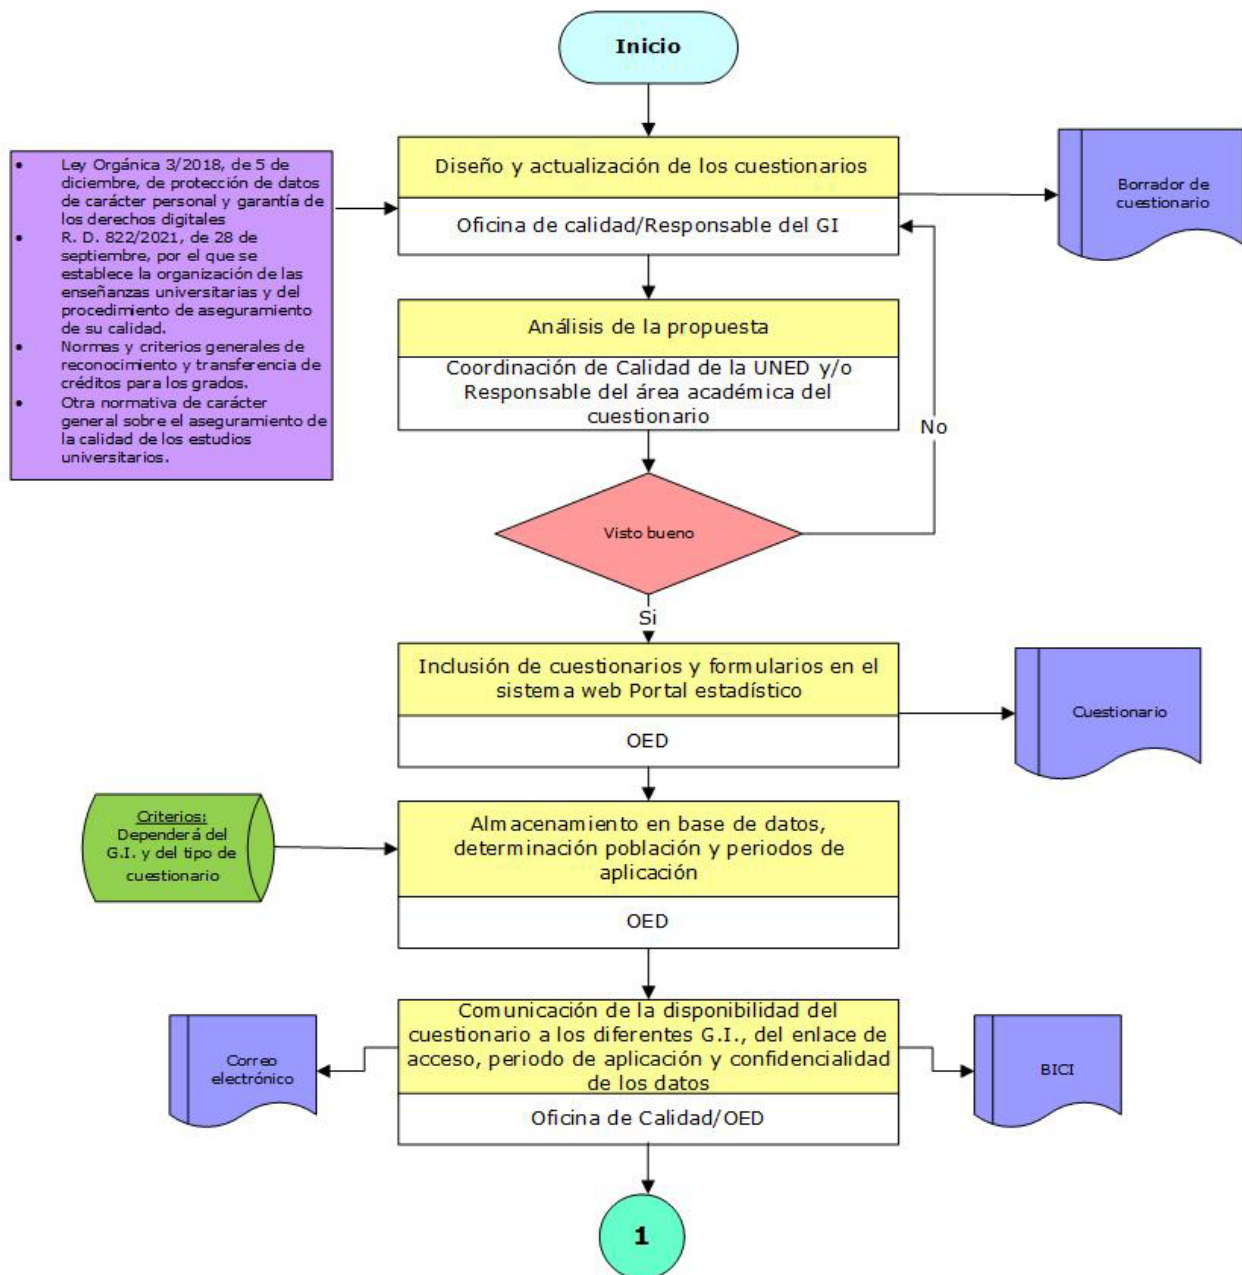 Inicio
Diseño y actualización de los cuestionarios
Oficina de calidad/Responsable del GI
Borrador de
cuestionario
• Ley Orgánica 3/2018, de 5 de
diciembre, de protección de datos
de carácter personal y garantía de
los derechos digitales
• R. D. 822/2021, de 28 de
septiembre, por el que se
establece la organización de las
enseñanzas universitarias y del
procedimiento de aseguramiento
de su calidad.
• Normas y criterios generales de
reconocimiento y transferencia de
créditos para los grados.
• Otra normativa de carácter
general sobre el aseguramiento de
la calidad de los estudios
universitarios.
Análisis de la propuesta
Coordinación de Calidad de la UNED y/o
Responsable del área académica del
cuestionario
No
Visto bueno
Si
Inclusión de cuestionarios y formularios en el
sistema web Portal estadístico
OED
Cuestionario
Criterios:
Dependerá del
G.I. y del tipo de
cuestionario
Almacenamiento en base de datos,
determinación población y periodos de
aplicación
OED
Comunicación de la disponibilidad del
cuestionario a los diferentes G.I., del enlace de
acceso, periodo de aplicación y confidencialidad
de los datos
Oficina de Calidad/OED
Correo
electrónico
BICI
1